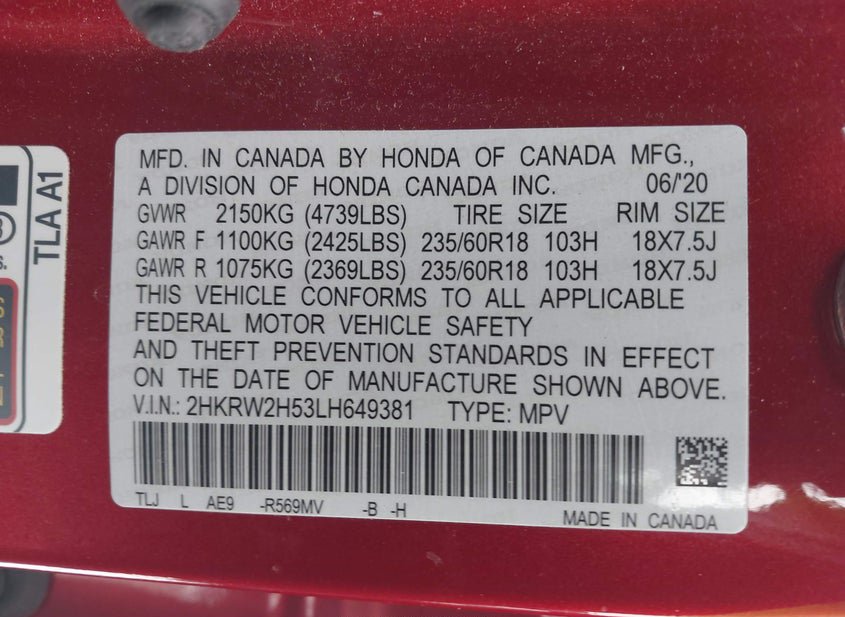 MFD. IN CANADA BY HONDA OF CANADA MFG.,
A DIVISION OF HONDA CANADA INC. 06/'20
GVWR 2150KG (4739LBS) TIRE SIZE RIM SIZE
GAWR F 1100KG (2425LBS) 235/60R18 103H 18X7.5J
GAWR R 1075KG (2369LBS) 235/60R18 103H 18X7.5J
THIS VEHICLE CONFORMS TO ALL APPLICABLE
FEDERAL MOTOR VEHICLE SAFETY
AND THEFT PREVENTION STANDARDS IN EFFECT
ON THE DATE OF MANUFACTURE SHOWN ABOVE.
V.I.N.: 2HKRW2H53LH649381 TYPE: MPV
TLJ L AE9 -R569MV -B -H
MADE IN CANADA
TLA A1